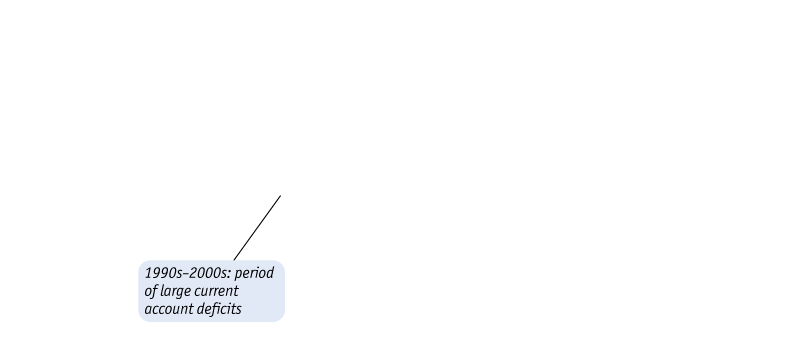 1990s–2000s: period
of large current
account deficits